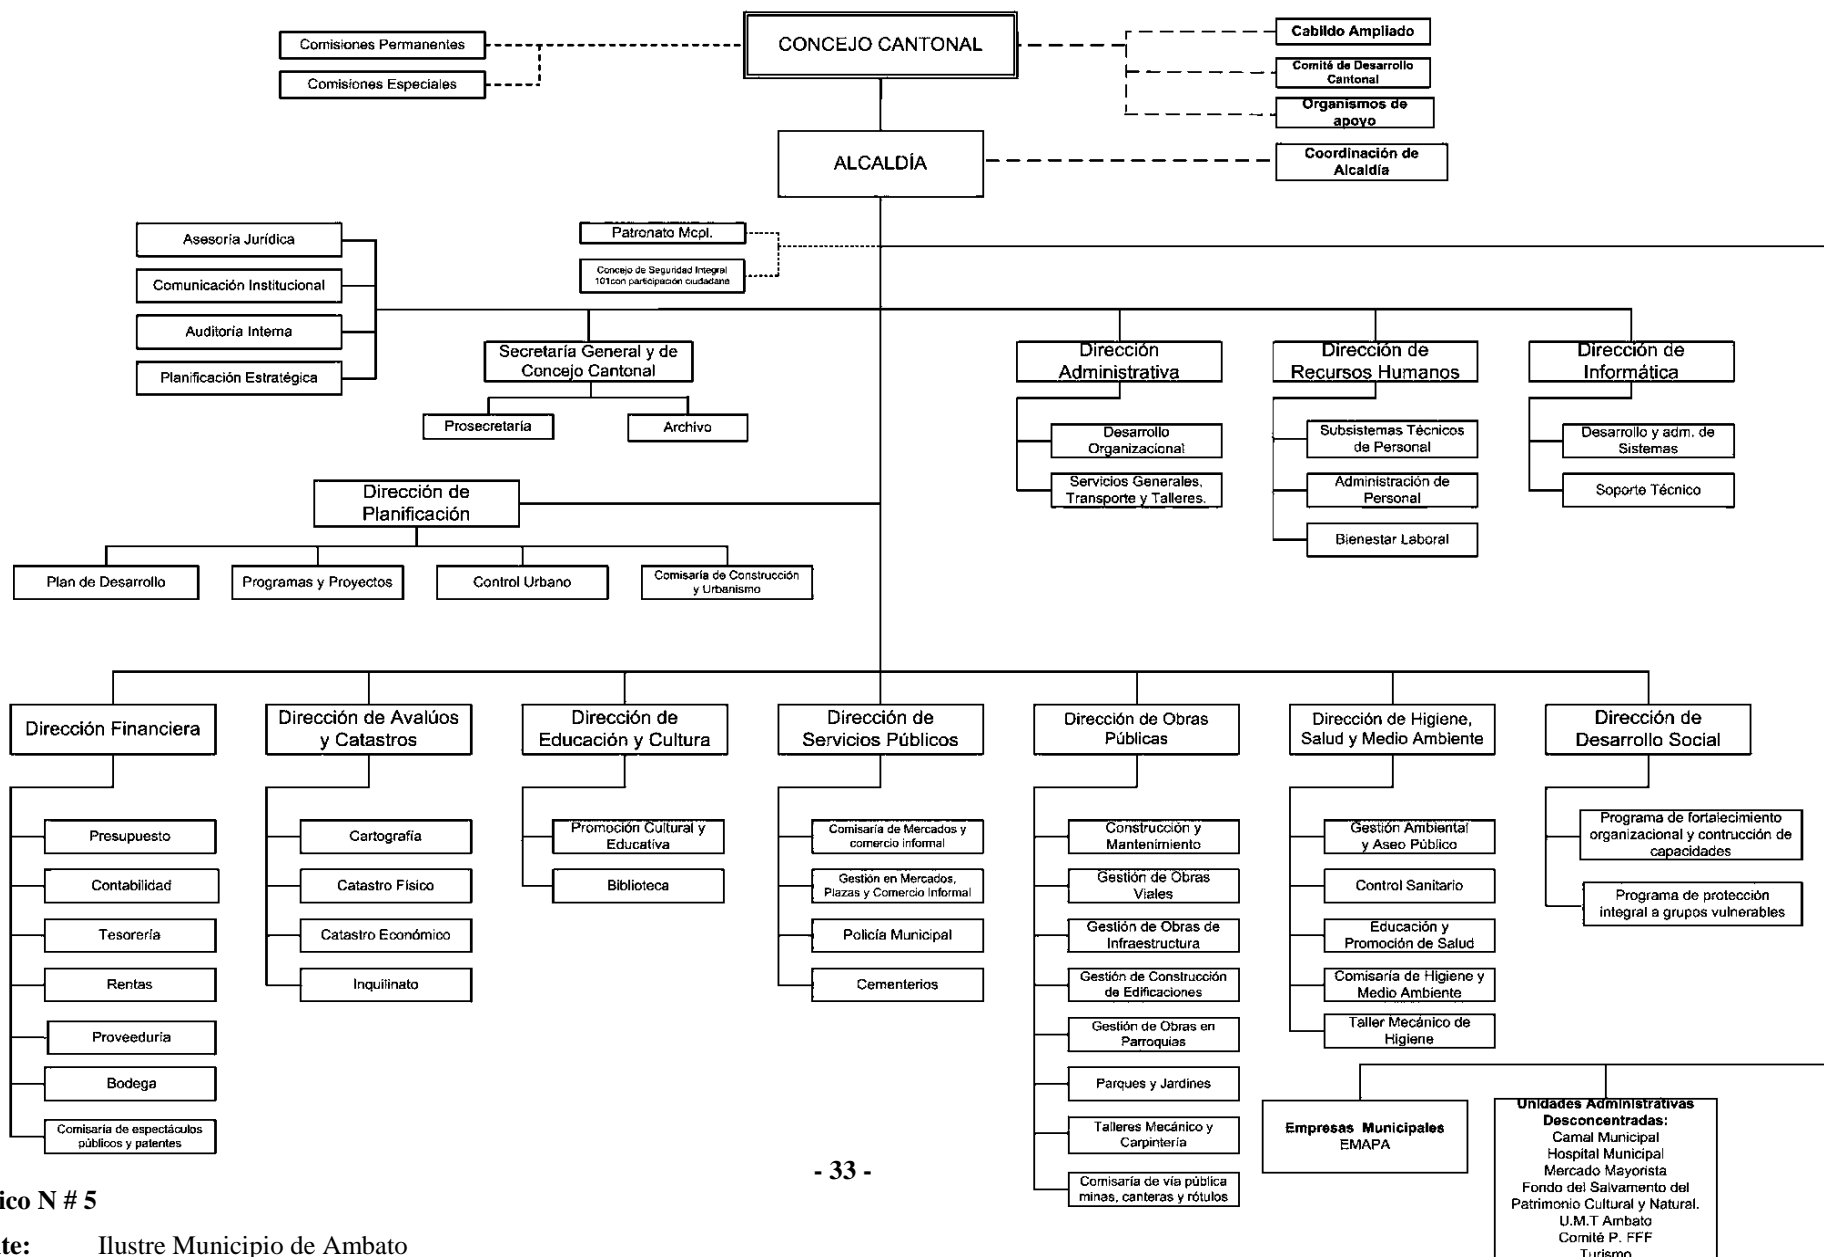 CONCEJO CANTONAL
Comisiones Permanentes
Comisiones Especiales
Cabildo Ampliado
Comité de Desarrollo
Cantonal
Organismos de
apoyo
ALCALDÍA
Coordinación de
Alcaldía
Patronato Mcpl.
Concejo de Seguridad Integral
101con participación ciudadana
Asesoría Jurídica
Comunicación Institucional
Auditoría Interna
Planificación Estratégica
Secretaría General y de
Concejo Cantonal
Prosecretaría
Archivo
Dirección
Administrativa
Desarrollo
Organizacional
Servicios Generales,
Transporte y Talleres.
Dirección de
Recursos Humanos
Subsistemas Técnicos
de Personal
Administración de
Personal
Bienestar Laboral
Dirección de
Informática
Desarrollo y adm. de
Sistemas
Soporte Técnico
Dirección de
Planificación
Plan de Desarrollo
Programas y Proyectos
Control Urbano
Comisaría de Construcción
y Urbanismo
Dirección Financiera
Presupuesto
Contabilidad
Tesorería
Rentas
Proveeduría
Bodega
Comisaría de espectáculos
públicos y patentes
Dirección de Avalúos
y Catastros
Cartografía
Catastro Físico
Catastro Económico
Inquilinato
Dirección de
Educación y Cultura
Promoción Cultural y
Educativa
Biblioteca
Dirección de
Servicios Públicos
Comisaría de Mercados y
comercio informal
Gestión en Mercados,
Plazas y Comercio Informal
Policía Municipal
Cementerios
Dirección de Obras
Públicas
Construcción y
Mantenimiento
Gestión de Obras
Viales
Gestión de Obras de
Infraestructura
Gestión de Construcción
de Edificaciones
Gestión de Obras en
Parroquias
Parques y Jardines
Talleres Mecánico y
Carpintería
Comisaría de vía pública
minas, canteras y rótulos
Dirección de Higiene,
Salud y Medio Ambiente
Gestión Ambiental
y Aseo Público
Control Sanitario
Educación y
Promoción de Salud
Comisaría de Higiene y
Medio Ambiente
Taller Mecánico de
Higiene
Dirección de
Desarrollo Social
Programa de fortalecimiento
organizacional y contrucción de
capacidades
Programa de protección
integral a grupos vulnerables
Empresas Municipales
EMAPA
Unidades Administrativas
Desconcentradas:
Camal Municipal
Hospital Municipal
Mercado Mayorista
Fondo del Salvamento del
Patrimonio Cultural y Natural.
U.M.T Ambato
Comité P. FFF
Turismo
- 33 -
ico N # 5
te: Ilustre Municipio de Ambato